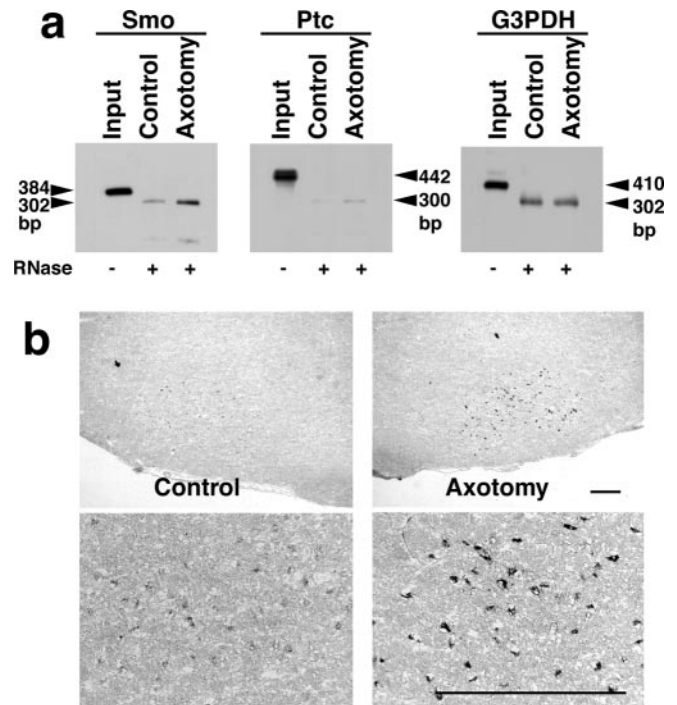 a
Smo
Ptc
G3PDH
Input
Control
Axotomy
Input
Control
Axotomy
Input
Control
Axotomy
384
302
bp
442
300
bp
410
302
bp
RNase - + + - + + - + +
b
Control
Axotomy